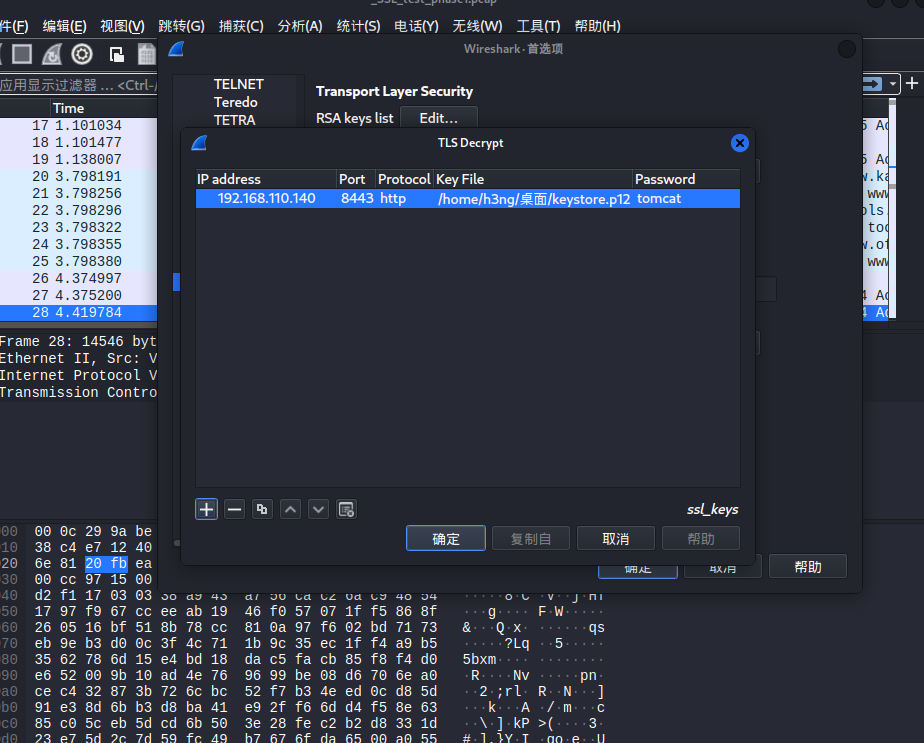 _SSL_test_phase1.pcap
件(F) 编辑(E) 视图(V) 跳转(G) 捕获(C) 分析(A) 统计(S) 电话(Y) 无线(W) 工具(T) 帮助(H)
Wireshark · 首选项
应用显示过滤器 … <Ctrl-/
TELNET
Teredo
TETRA
Transport Layer Security
RSA keys list Edit…
TLS Decrypt
IP address Port Protocol Key File Password
192.168.110.140 8443 http /home/h3ng/桌面/keystore.p12 tomcat
ssl_keys
确定 复制自 取消 帮助
确定 取消 帮助
Time
17 1.101034
18 1.101477
19 1.138007
20 3.798191
21 3.798256
22 3.798296
23 3.798322
24 3.798355
25 3.798380
26 4.374997
27 4.375200
28 4.419784
Frame 28: 14546 byt
Ethernet II, Src: V
Internet Protocol V
Transmission Contro
000 00 0c 29 9a be
010 38 c4 e7 12 40
020 6e 81 20 fb ea
030 00 cc 97 15 00
040 d2 f1 17 03 03 38 a9 43 a7 56 ca c2 6a c9 48 54 ·····8·C ·V··j·HT
050 17 97 f9 67 cc ee ab 19 46 f0 57 07 1f f5 86 8f ···g···· F·W·····
060 26 05 16 bf 51 8b 78 cc 81 0a 97 f6 02 bd 71 73 &···Q·x· ······qs
070 eb 9e b3 d0 0c 3f 4c 71 1b 9c 35 ec 1f f4 a9 b5 ·····?Lq ··5·····
080 35 62 78 6d 15 e4 bd 18 da c5 fa cb 85 f8 f4 d0 5bxm···· ········
090 e6 52 00 9b 10 ad 4e 76 96 99 be 08 d6 70 6e a0 ·R····Nv ·····pn·
0a0 ce c4 32 87 3b 72 6c bc 52 f7 b3 4e ed 0c d8 5d ··2·;rl· R··N···]
0b0 91 e3 8d 6b b3 d8 ba 41 e9 2f f6 6d d4 f5 8e 63 ···k···A ·/·m···c
0c0 85 c0 5c eb 5d cd 6b 50 3e 28 fe c2 b2 d8 33 1d ··\·]·kP >(····3·
0d0 23 e7 5d 2c 7d 59 fc 49 b7 67 6f da 65 00 a0 55 #·],}Y·I ·go·e··U